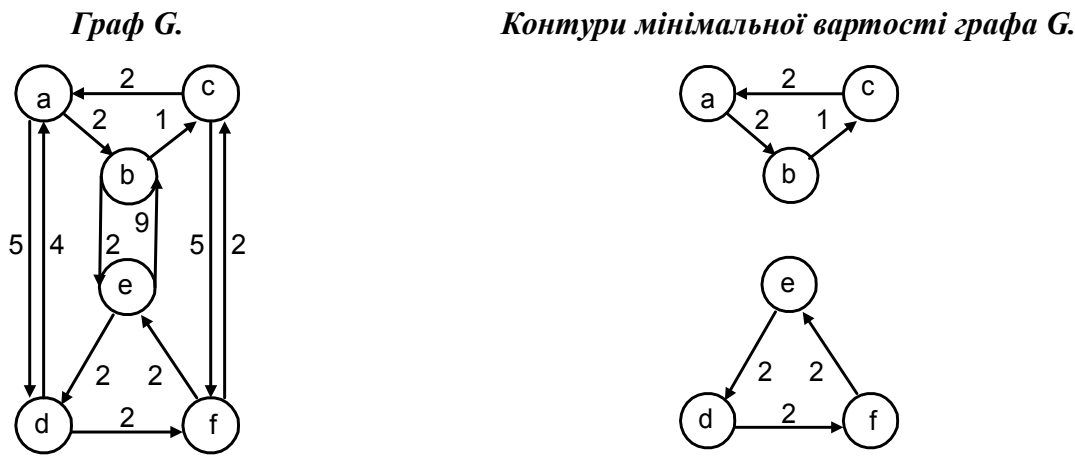 Граф G.
Контури мінімальної вартості графа G.
a 2 c
2 1
b
5 4 2 9 5 2
e
2 2
d 2 f
a 2 c
2 1
b
e
2 2
d 2 f